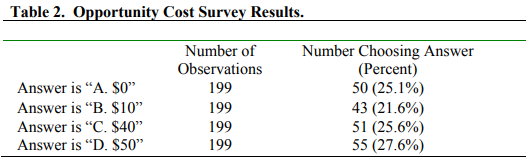 Table 2. Opportunity Cost Survey Results.
Number of Number Choosing Answer
Observations (Percent)
Answer is “A. $0” 199 50 (25.1%)
Answer is “B. $10” 199 43 (21.6%)
Answer is “C. $40” 199 51 (25.6%)
Answer is “D. $50” 199 55 (27.6%)